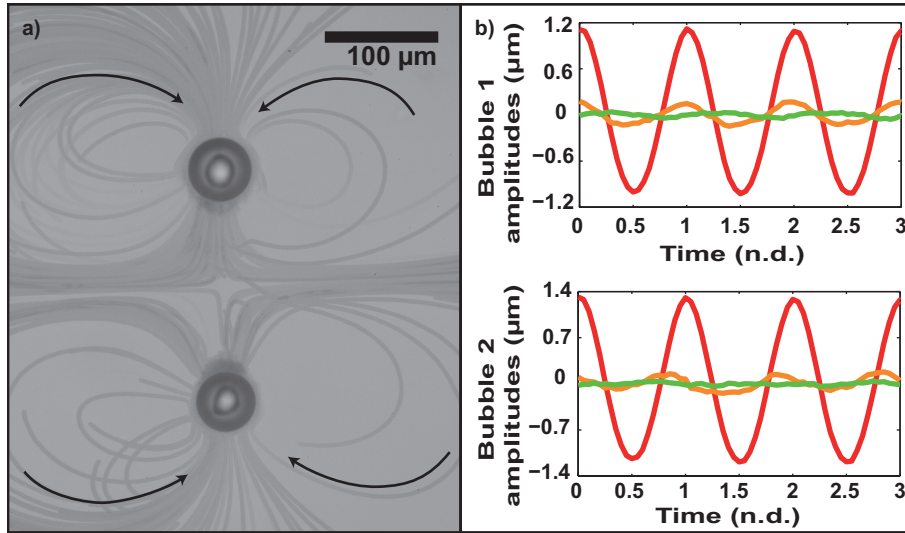 a)
100 µm
b)
Bubble 1
amplitudes (µm)
1.2
0.6
0
−0.6
−1.2
0 0.5 1 1.5 2 2.5 3
Time (n.d.)
Bubble 2
amplitudes (µm)
1.4
0.7
0
−0.7
−1.4
0 0.5 1 1.5 2 2.5 3
Time (n.d.)